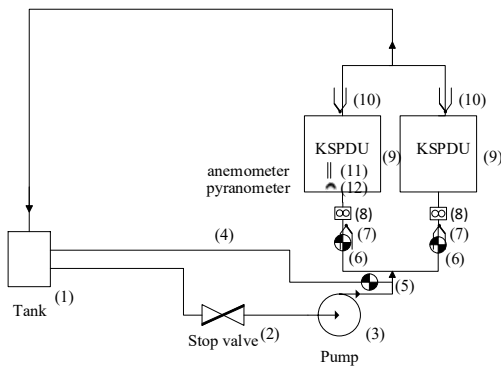 (10) (10)
KSPDU (9) KSPDU (9)
anemometer (11)
pyranometer (12)
(8) (8)
(7) (7)
(6) (6)
(4)
(5)
Tank (1)
Stop valve (2)
(3)
Pump